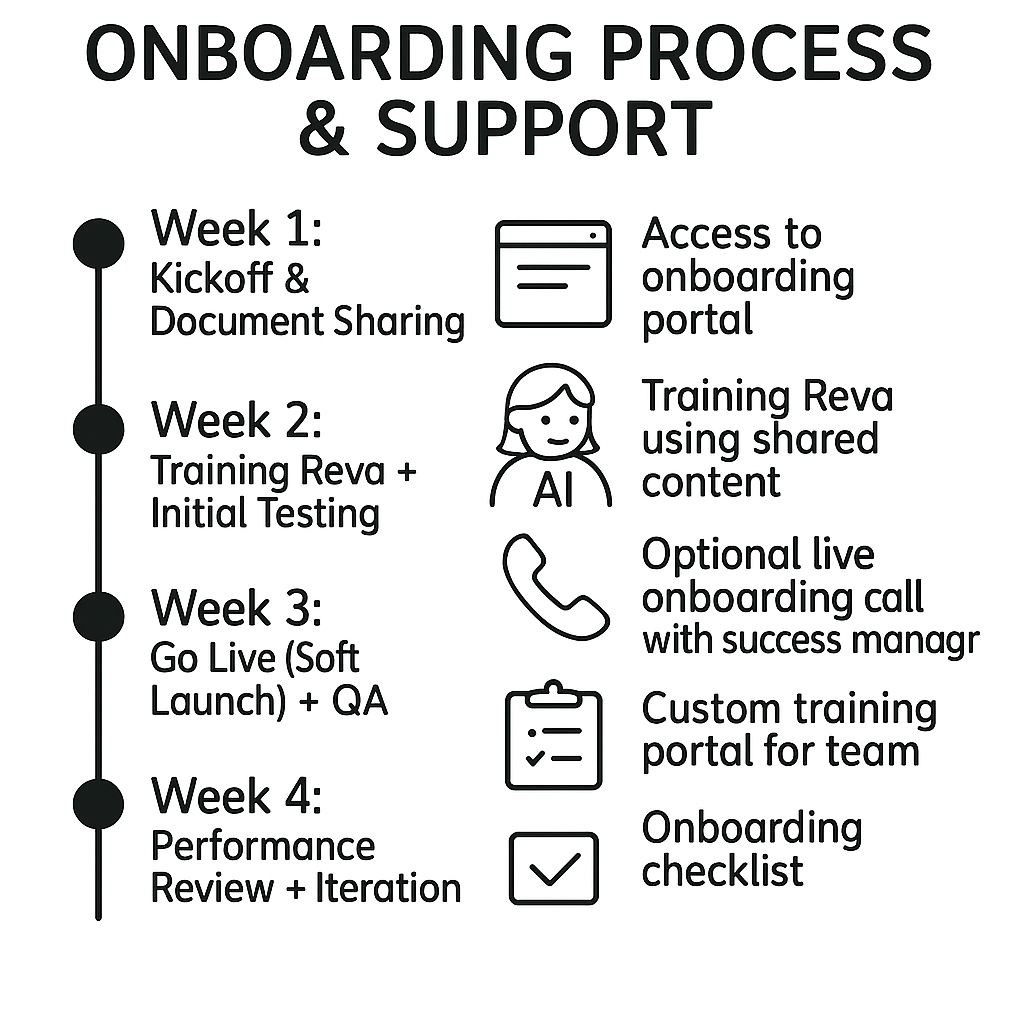 ONBOARDING PROCESS
& SUPPORT
Week 1:
Kickoff &
Document Sharing
Week 2:
Training Reva +
Initial Testing
Week 3:
Go Live (Soft
Launch) + QA
Week 4:
Performance
Review + Iteration
Access to
onboarding
portal
AI
Training Reva
using shared
content
Optional live
onboarding call
with success managr
Custom training
portal for team
Onboarding
checklist